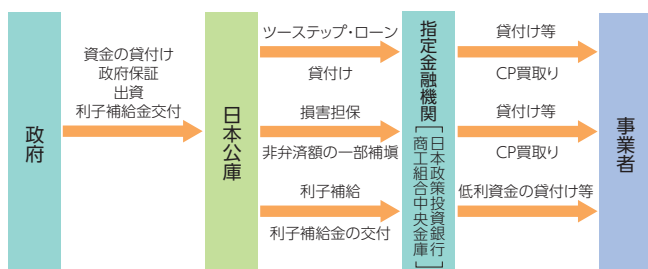 政府
資金の貸付け
政府保証
出資
利子補給金交付
日本公庫
ツーステップ・ローン
貸付け
損害担保
非弁済額の一部補塡
利子補給
利子補給金の交付
指定金融機関
[日本政策投資銀行
商工組合中央金庫]
貸付け等
CP買取り
貸付け等
CP買取り
低利資金の貸付け等
事業者